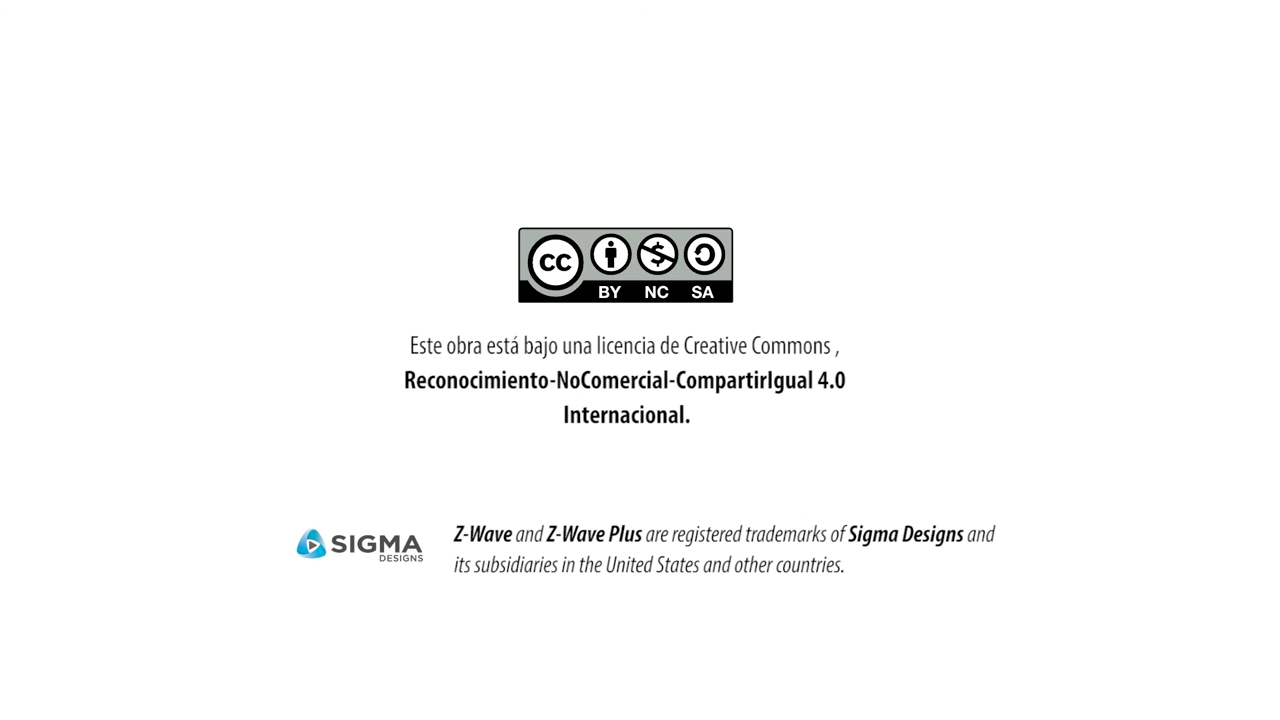 CC
BY NC SA
Este obra está bajo una licencia de Creative Commons ,
Reconocimiento-NoComercial-CompartirIgual 4.0
Internacional.
SIGMA
DESIGNS
Z-Wave and Z-Wave Plus are registered trademarks of Sigma Designs and
its subsidiaries in the United States and other countries.